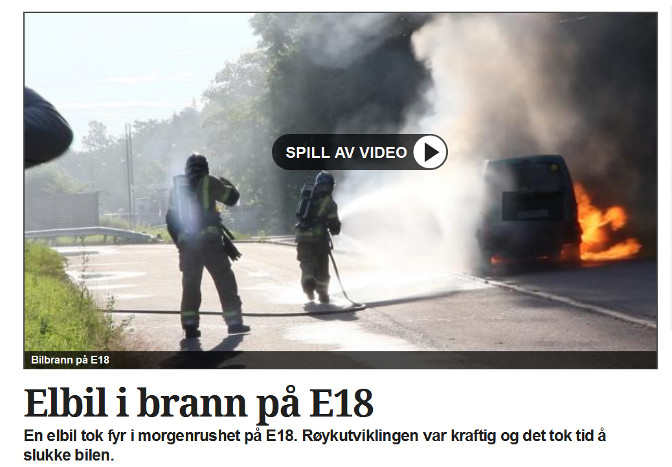 SPILL AV VIDEO
Bilbrann på E18
Elbil i brann på E18
En elbil tok fyr i morgenrushet på E18. Røykutviklingen var kraftig og det tok tid å
slukke bilen.